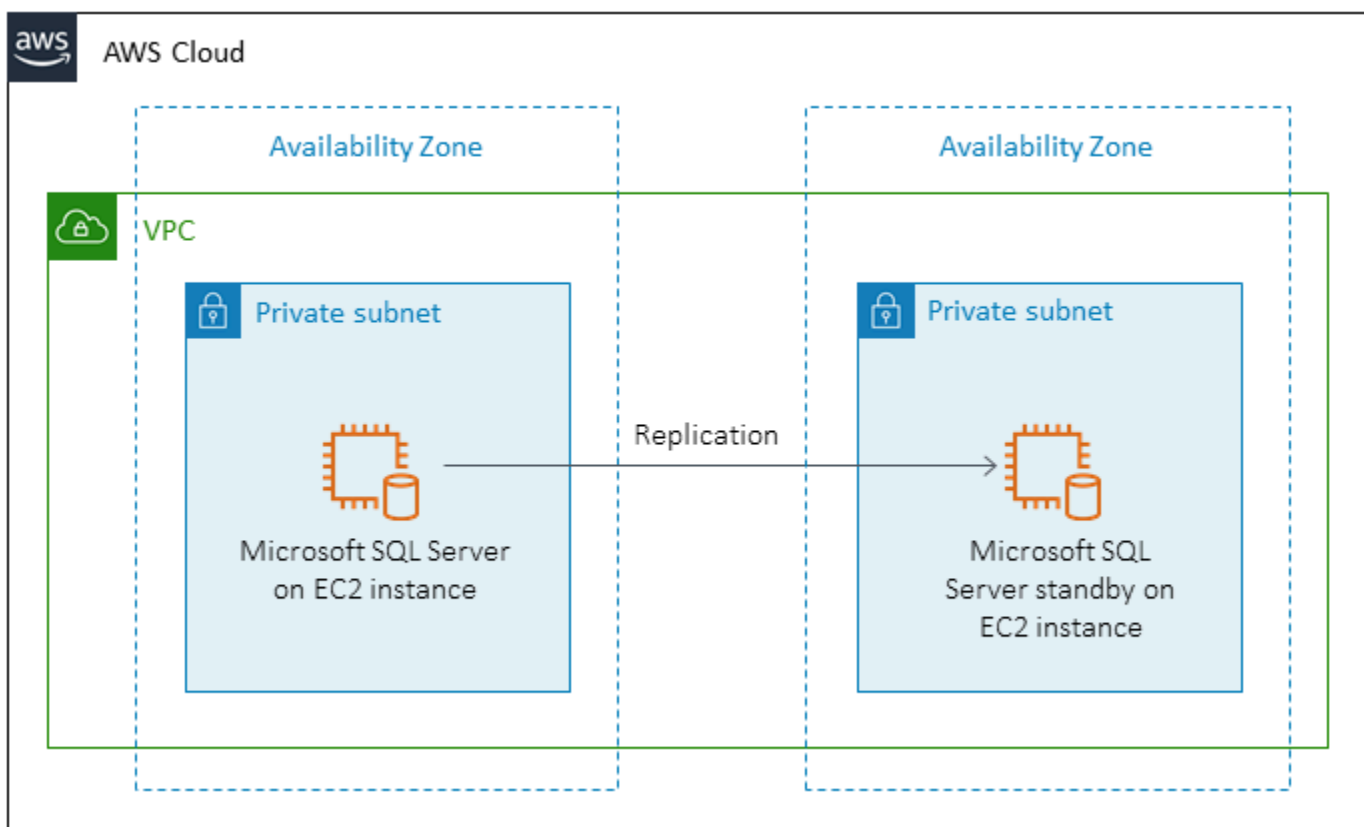 aws
AWS Cloud
Availability Zone
Availability Zone
VPC
Private subnet
Private subnet
Replication
Microsoft SQL Server
on EC2 instance
Microsoft SQL
Server standby on
EC2 instance